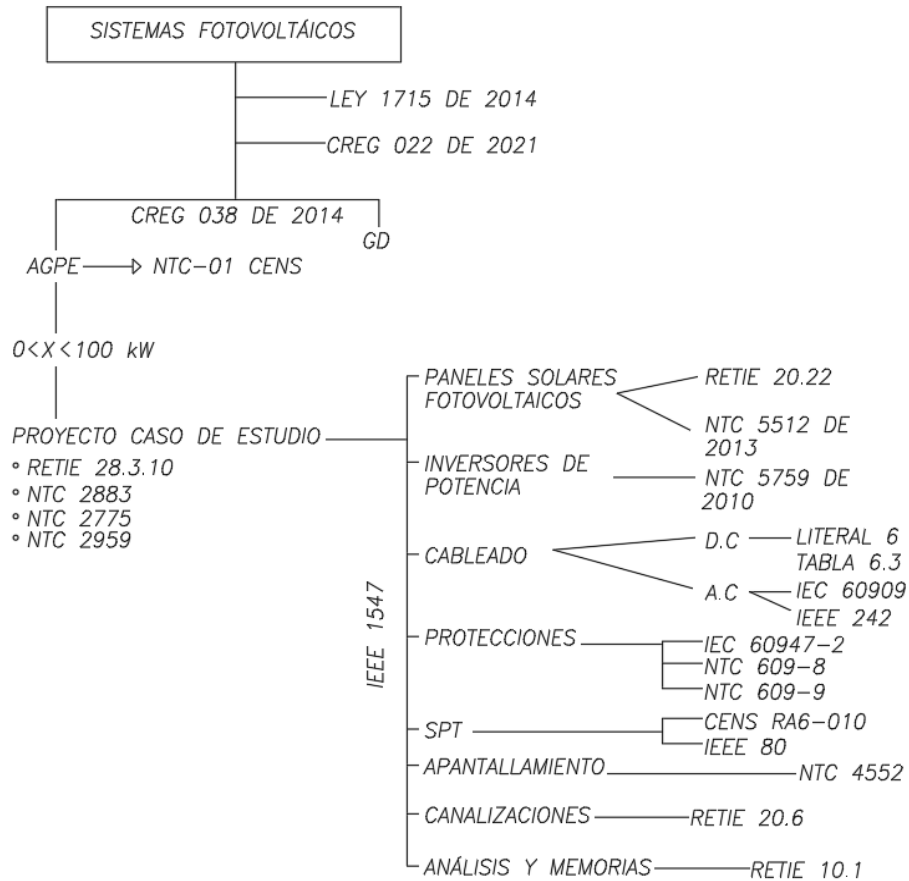 SISTEMAS FOTOVOLTÁICOS
LEY 1715 DE 2014
CREG 022 DE 2021
CREG 038 DE 2014
GD
AGPE
NTC-01 CENS
0<X<100 kW
PROYECTO CASO DE ESTUDIO
° RETIE 28.3.10
° NTC 2883
° NTC 2775
° NTC 2959
IEEE 1547
PANELES SOLARES
FOTOVOLTAICOS
RETIE 20.22
NTC 5512 DE
2013
INVERSORES DE
POTENCIA
NTC 5759 DE
2010
CABLEADO
D.C
LITERAL 6
TABLA 6.3
A.C
IEC 60909
IEEE 242
PROTECCIONES
IEC 60947-2
NTC 609-8
NTC 609-9
SPT
CENS RA6-010
IEEE 80
APANTALLAMIENTO
NTC 4552
CANALIZACIONES
RETIE 20.6
ANÁLISIS Y MEMORIAS
RETIE 10.1